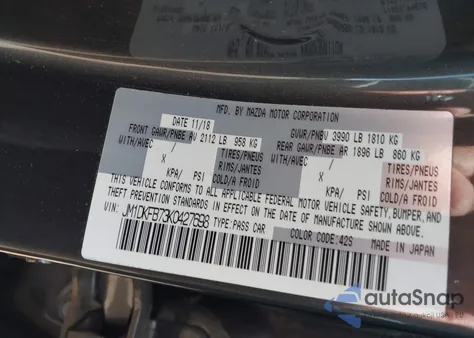 MFD. BY MAZDA MOTOR CORPORATION
DATE 11/18
GVWR/PNBV 3990 LB 1810 KG
FRONT GAWR/PNBE AV 2112 LB 958 KG
REAR GAWR/PNBE AR 1896 LB 860 KG
WITH/AVEC TIRES/PNEUS WITH/AVEC TIRES/PNEUS
X RIMS/JANTES X RIMS/JANTES
/ KPA/ PSI COLD/A FROID / KPA/ PSI COLD/A FROID
THIS VEHICLE CONFORMS TO ALL APPLICABLE FEDERAL MOTOR VEHICLE SAFETY, BUMPER, AND
THEFT PREVENTION STANDARDS IN EFFECT ON THE DATE OF MANUFACTURE SHOWN ABOVE.
JM1DKFB73K0427698 TYPE:PASS CAR
COLOR CODE:42S
MADE IN JAPAN
autoSnap